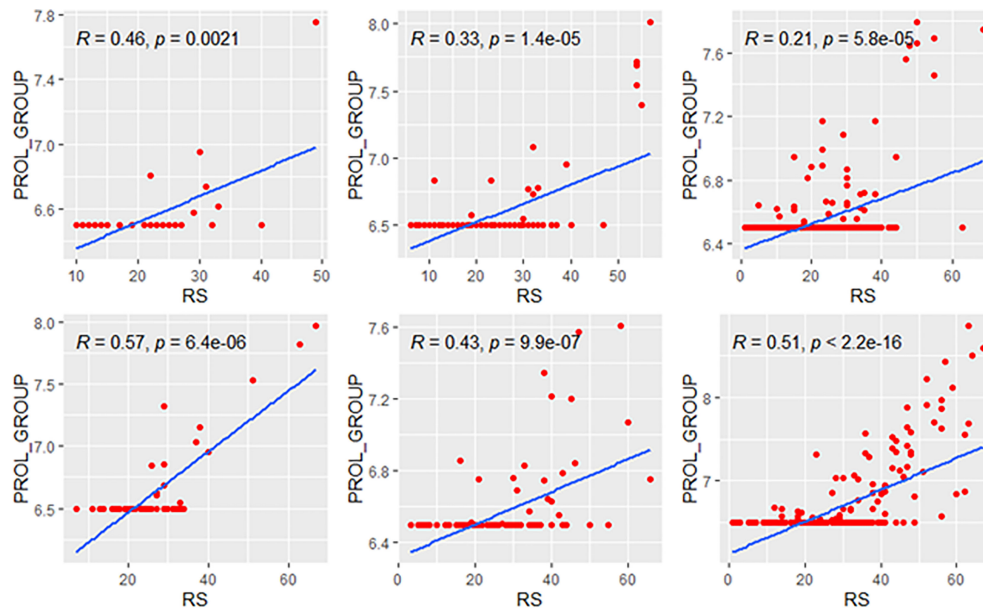 R = 0.46, p = 0.0021
PROL_GROUP
7.8
7.4
7.0
6.6
10 20 30 40 50
RS
R = 0.33, p = 1.4e-05
PROL_GROUP
8.0
7.5
7.0
6.5
10 20 30 40 50
RS
R = 0.21, p = 5.8e-05
PROL_GROUP
7.6
7.2
6.8
6.4
0 20 40 60
RS
R = 0.57, p = 6.4e-06
PROL_GROUP
8.0
7.5
7.0
6.5
20 40 60
RS
R = 0.43, p = 9.9e-07
PROL_GROUP
7.6
7.2
6.8
6.4
0 20 40 60
RS
R = 0.51, p < 2.2e-16
PROL_GROUP
8
7
0 20 40 60
RS